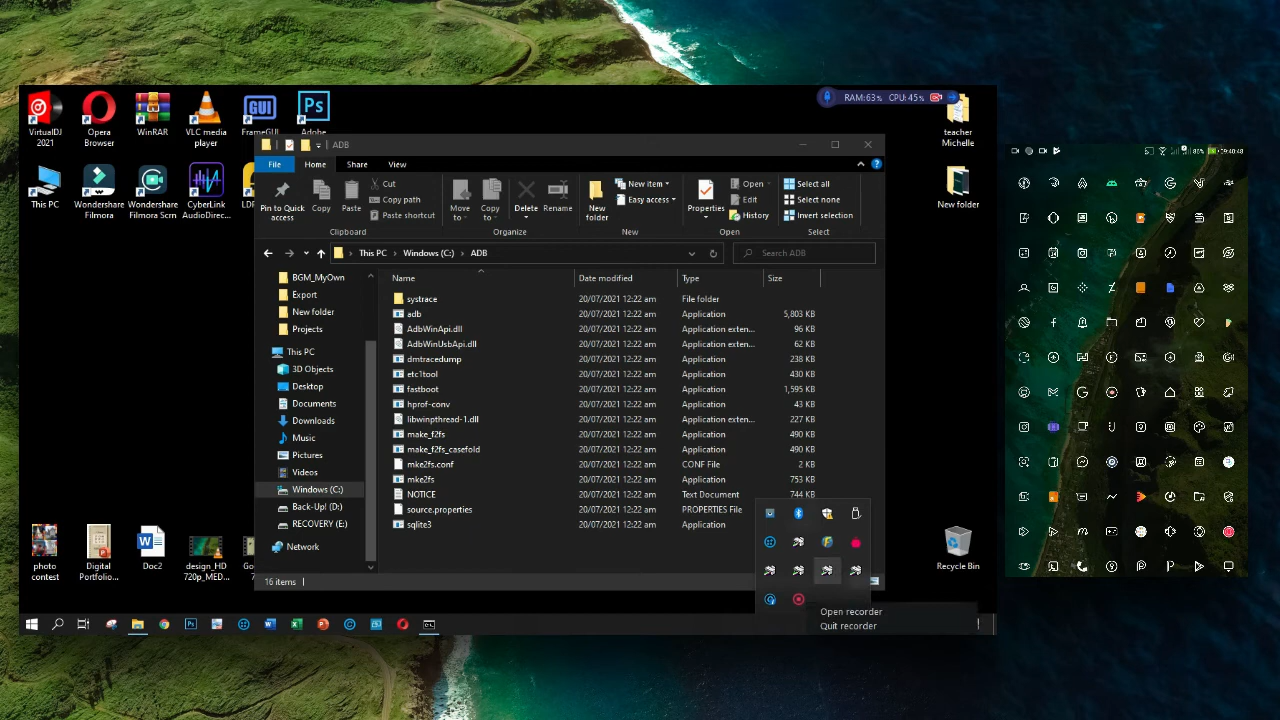 RAM:63% CPU:45%
VirtualDJ
2021
Opera
Browser
WinRAR
VLC media
player
FrameGUI
Adobe
teacher
Michelle
This PC
Wondershare
Filmora
Wondershare
Filmora Scrn
CyberLink
AudioDirec...
New folder
photo
contest
Digital
Portfolio...
Doc2
design_HD
720p_MED...
Recycle Bin
ADB
File Home Share View
Pin to Quick
access
Copy
Paste
Cut
Copy path
Paste shortcut
Move
to
Copy
to
Delete
Rename
New
folder
New item
Easy access
Properties
Open
Edit
History
Select all
Select none
Invert selection
Clipboard Organize New Open Select
This PC Windows (C:) ADB
Search ADB
BGM_MyOwn
Export
New folder
Projects
This PC
3D Objects
Desktop
Documents
Downloads
Music
Pictures
Videos
Windows (C:)
Back-Up! (D:)
RECOVERY (E:)
Network
Name Date modified Type Size
systrace 20/07/2021 12:22 am File folder
adb 20/07/2021 12:22 am Application 5,803 KB
AdbWinApi.dll 20/07/2021 12:22 am Application exten... 96 KB
AdbWinUsbApi.dll 20/07/2021 12:22 am Application exten... 62 KB
dmtracedump 20/07/2021 12:22 am Application 238 KB
etc1tool 20/07/2021 12:22 am Application 430 KB
fastboot 20/07/2021 12:22 am Application 1,595 KB
hprof-conv 20/07/2021 12:22 am Application 43 KB
libwinpthread-1.dll 20/07/2021 12:22 am Application exten... 227 KB
make_f2fs 20/07/2021 12:22 am Application 490 KB
make_f2fs_casefold 20/07/2021 12:22 am Application 490 KB
mke2fs.conf 20/07/2021 12:22 am CONF File 2 KB
mke2fs 20/07/2021 12:22 am Application 753 KB
NOTICE 20/07/2021 12:22 am Text Document 744 KB
source.properties 20/07/2021 12:22 am PROPERTIES File
sqlite3 20/07/2021 12:22 am Application
16 items
Open recorder
Quit recorder
86% 09:40:48